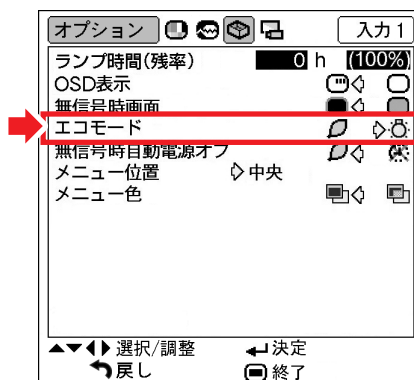 オプション 入力1
ランプ時間(残率) 0 h (100%)
OSD表示
無信号時画面
エコモード
無信号時自動電源オフ
メニュー位置 中央
メニュー色
選択/調整 決定
戻し 終了